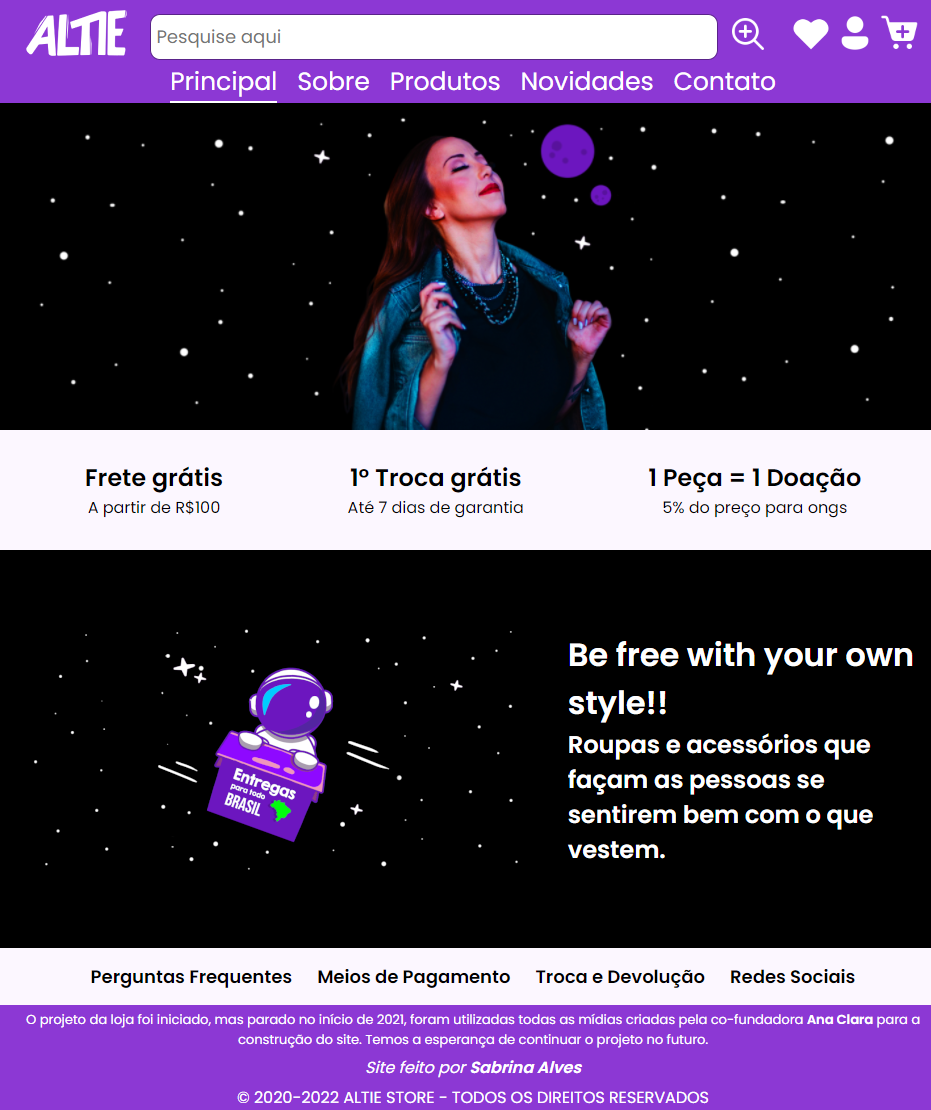 ALTIE
Pesquise aqui
Principal Sobre Produtos Novidades Contato
Frete grátis
A partir de R$100
1º Troca grátis
Até 7 dias de garantia
1 Peça = 1 Doação
5% do preço para ongs
Entregas
para todo
BRASIL
Be free with your own
style!!
Roupas e acessórios que
façam as pessoas se
sentirem bem com o que
vestem.
Perguntas Frequentes Meios de Pagamento Troca e Devolução Redes Sociais
O projeto da loja foi iniciado, mas parado no início de 2021, foram utilizadas todas as mídias criadas pela co-fundadora Ana Clara para a
construção do site. Temos a esperança de continuar o projeto no futuro.
Site feito por Sabrina Alves
© 2020-2022 ALTIE STORE - TODOS OS DIREITOS RESERVADOS